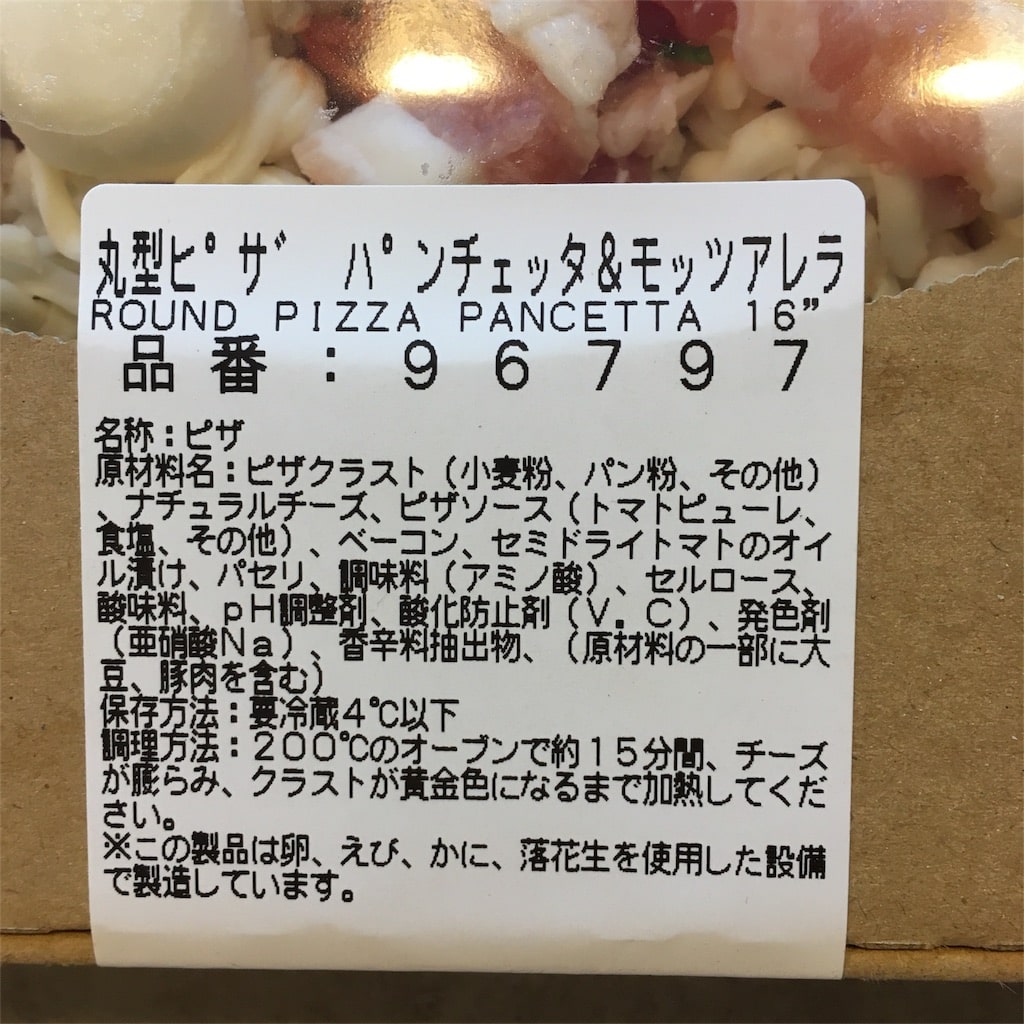 丸型ピザ　パンチェッタ&モッツアレラ
ROUND PIZZA PANCETTA 16”
品番：96797
名称：ピザ
原材料名：ピザクラスト（小麦粉、パン粉、その他）
、ナチュラルチーズ、ピザソース（トマトピューレ、
食塩、その他）、ベーコン、セミドライトマトのオイ
ル漬け、パセリ、調味料（アミノ酸）、セルロース、
酸味料、pH調整剤、酸化防止剤（V．C）、発色剤
（亜硝酸Na）、香辛料抽出物、（原材料の一部に大
豆、豚肉を含む）
保存方法：要冷蔵4℃以下
調理方法：200℃のオーブンで約15分間、チーズ
が膨らみ、クラストが黄金色になるまで加熱してくだ
さい。
※この製品は卵、えび、かに、落花生を使用した設備
で製造しています。